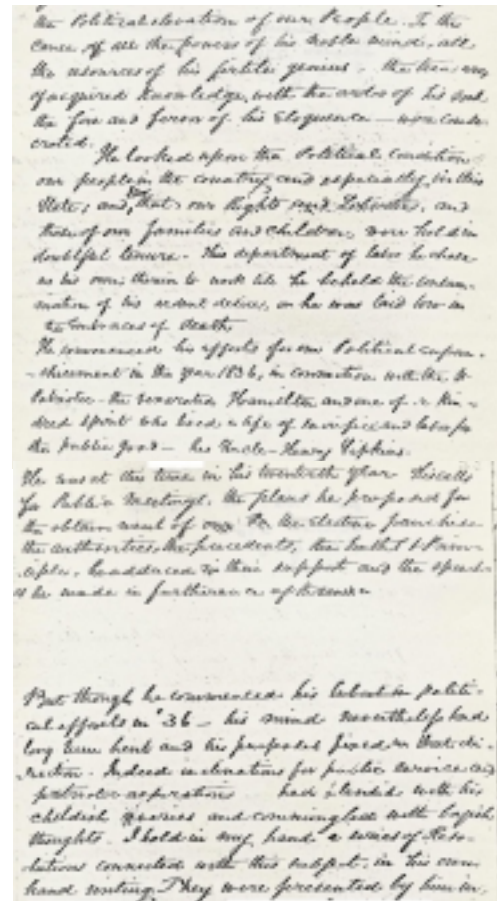 the Political elevation of our People. To this
cause, all the powers of his noble mind, all
the resources of his fertile genius, the treasury
of acquired knowledge, with the ardor of his soul
the fire and fervor of his Eloquence — were conse
crated.
He looked upon the Political Condition
our people in the country and especially in this
State; and that our Rights and Liberties, and
those of our families and children, were held in
doubtful tenure. This department of labor he chose
as his own; therein to work till he beheld the consum-
mation of his ardent desires, or he was laid low in
the embraces of death.
He commenced his efforts for our Political
in the year 1836, in connection with the
Patriotic the venerated Hamilton and one of a kin-
dred spirit who lived a life of sacrifice and labor for
the public good — his Uncle - Henry Sipkins.
He was at this time in his twentieth year
for Public Meetings, the plans he proposed for
the obtainment of the Elective franchise
the authorities, the precedents, the
he adduced in their support and the speech-
es he made in furtherance
But though he commenced his labor in politi-
cal efforts in '36 — his mind nevertheless had
long been bent and his purposes fixed in that di-
rection. Indeed inclinations for public service and
patriotic aspirations had blended with his
childish and commingled with boyish
thoughts. I hold in my hand a series of Reso-
lutions connected with this subject, in his own
hand writing. They were presented by him in